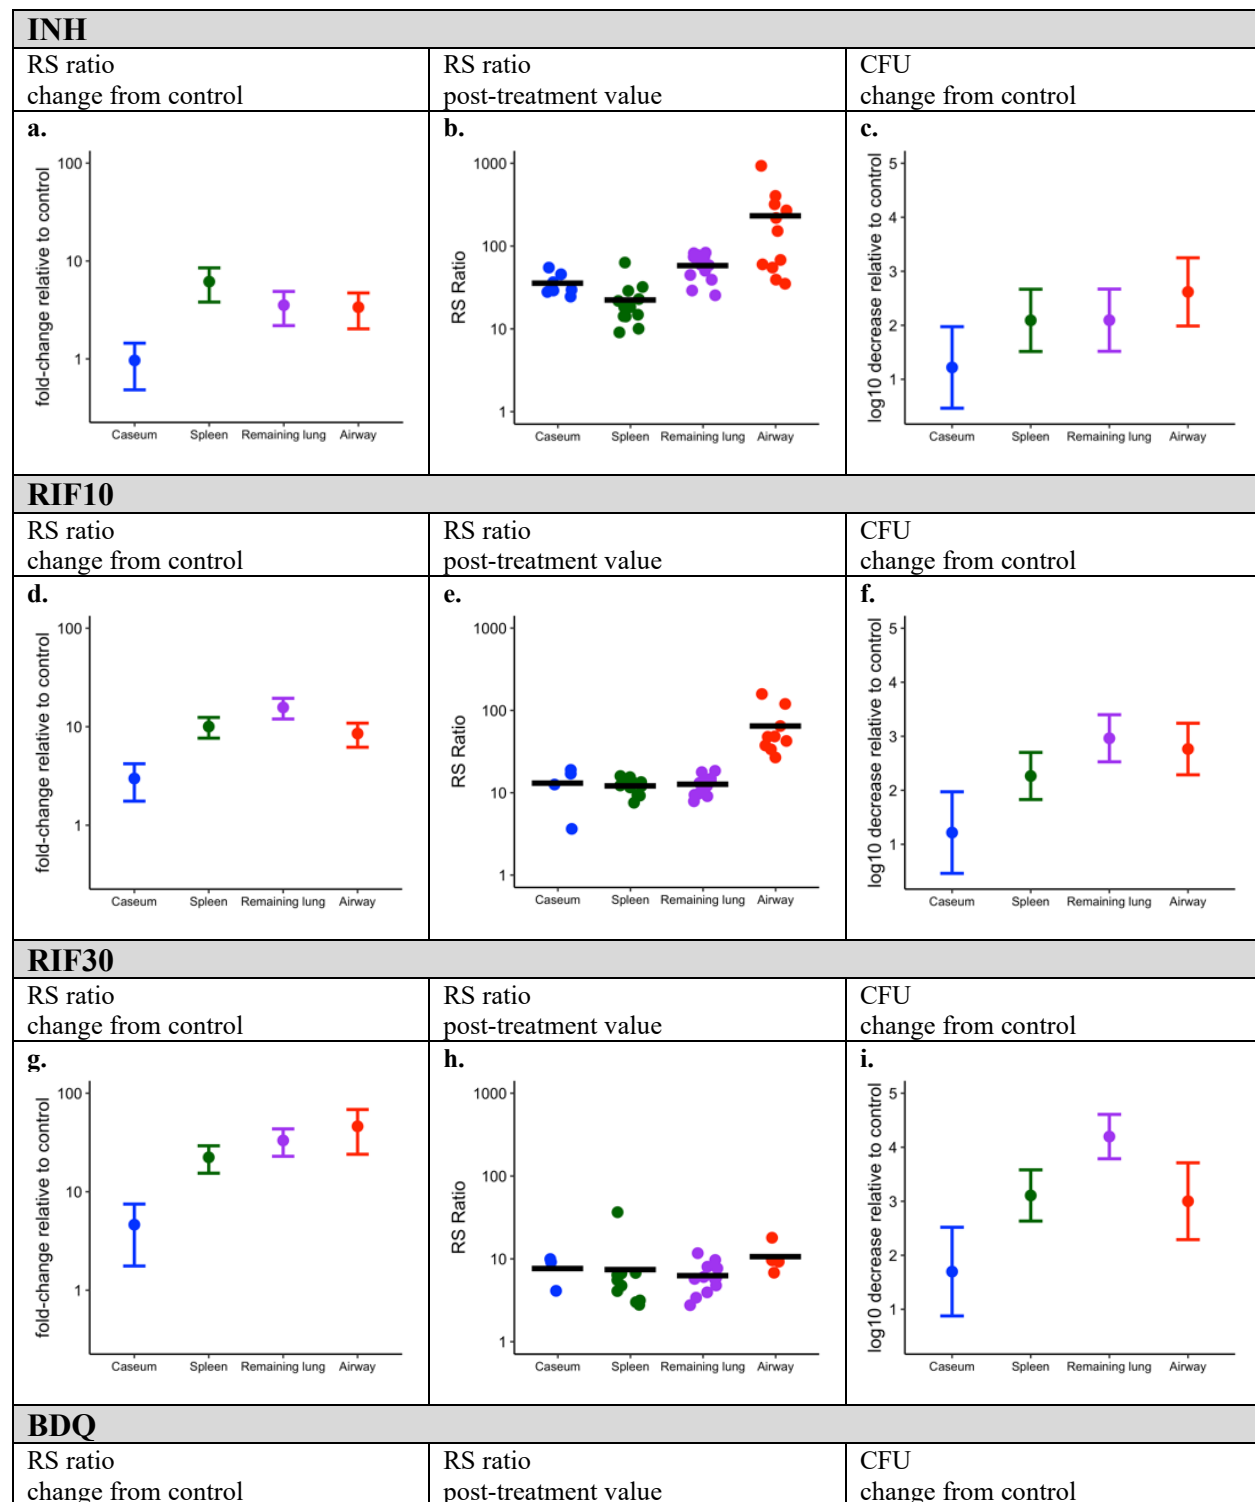 INH
RS ratio
change from control
RS ratio
post-treatment value
CFU
change from control
a.
fold-change relative to control
100
10
1
Caseum Spleen Remaining lung Airway
b.
RS Ratio
1000
100
10
1
Caseum Spleen Remaining lung Airway
c.
log10 decrease relative to control
5
4
3
2
1
Caseum Spleen Remaining lung Airway
RIF10
RS ratio
change from control
RS ratio
post-treatment value
CFU
change from control
d.
fold-change relative to control
100
10
1
Caseum Spleen Remaining lung Airway
e.
RS Ratio
1000
100
10
1
Caseum Spleen Remaining lung Airway
f.
log10 decrease relative to control
5
4
3
2
1
Caseum Spleen Remaining lung Airway
RIF30
RS ratio
change from control
RS ratio
post-treatment value
CFU
change from control
g.
fold-change relative to control
100
10
1
Caseum Spleen Remaining lung Airway
h.
RS Ratio
1000
100
10
1
Caseum Spleen Remaining lung Airway
i.
log10 decrease relative to control
5
4
3
2
1
Caseum Spleen Remaining lung Airway
BDQ
RS ratio
change from control
RS ratio
post-treatment value
CFU
change from control